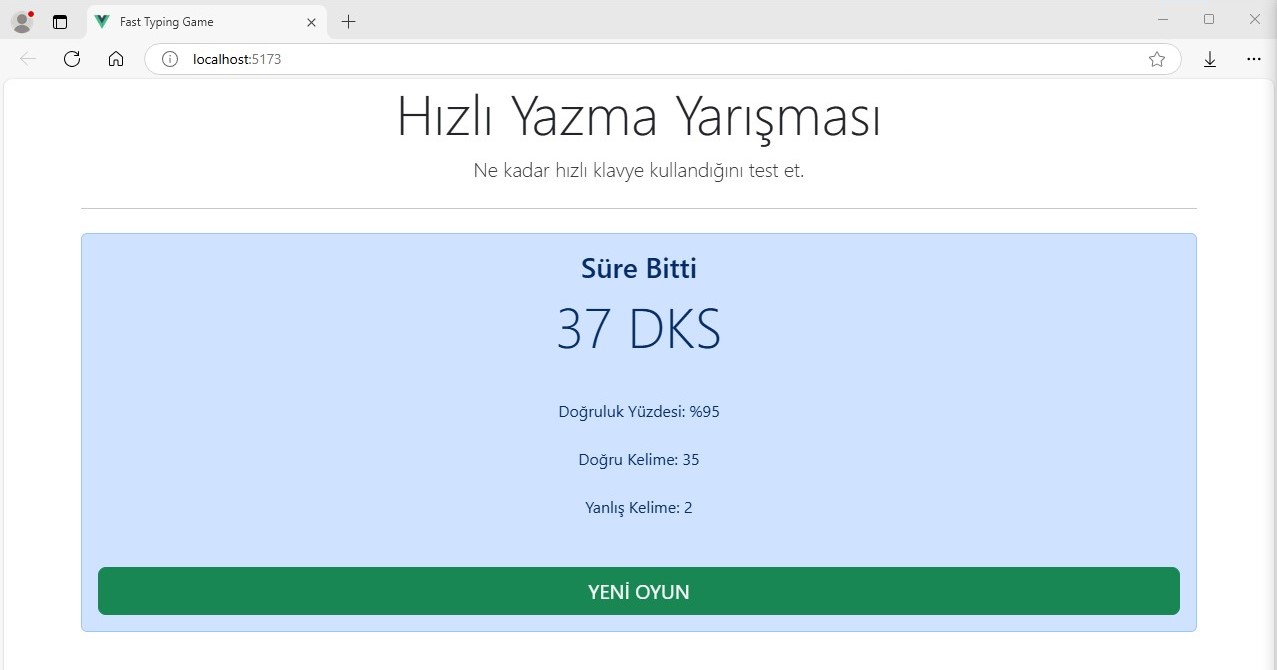 Fast Typing Game
localhost:5173
Hızlı Yazma Yarışması
Ne kadar hızlı klavye kullandığını test et.
Süre Bitti
37 DKS
Doğruluk Yüzdesi: %95
Doğru Kelime: 35
Yanlış Kelime: 2
YENİ OYUN